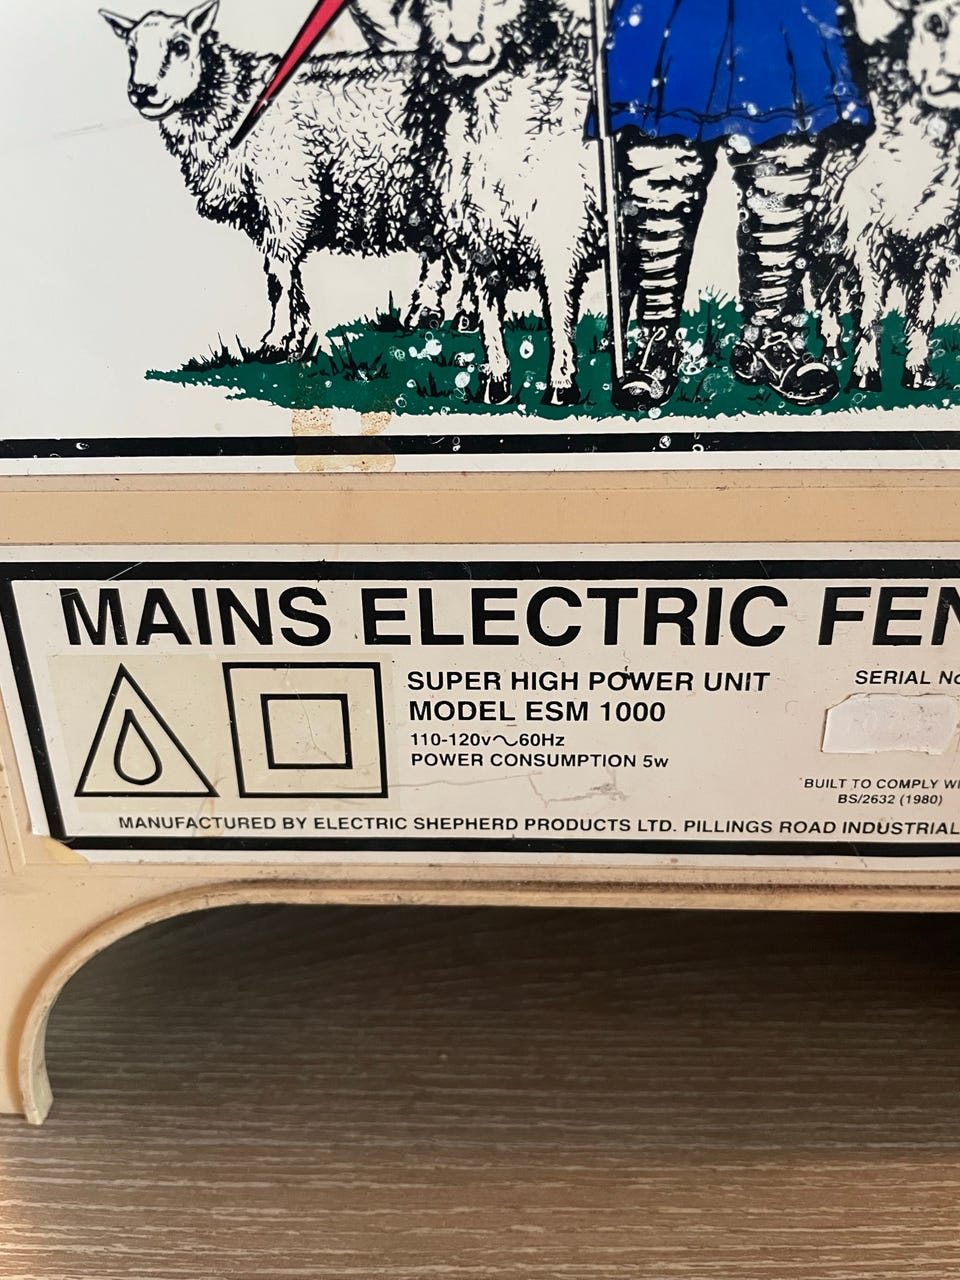 MAINS ELECTRIC FEN
SUPER HIGH POWER UNIT
SERIAL No
MODEL ESM 1000
110-120v~60Hz
POWER CONSUMPTION 5w
BUILT TO COMPLY WI
BS/2632 (1980)
MANUFACTURED BY ELECTRIC SHEPHERD PRODUCTS LTD. PILLINGS ROAD INDUSTRIAL